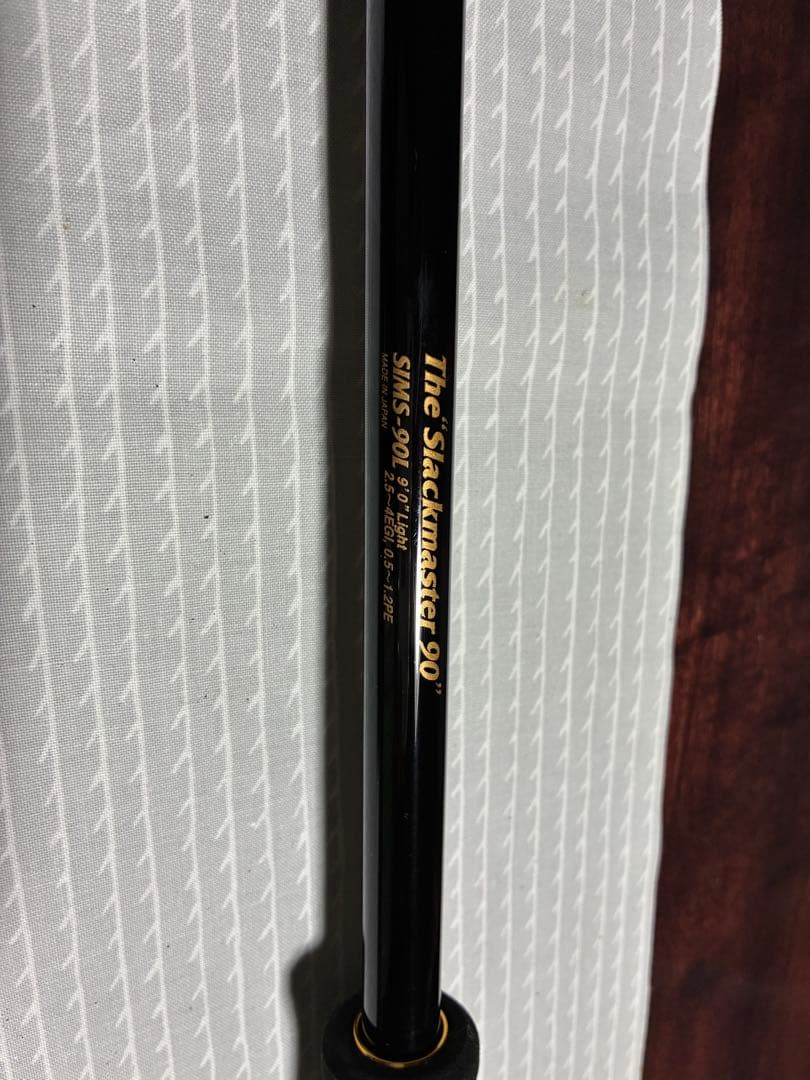 The “Slackmaster 90”
SIMS-90L 9'0" Light
MADE IN JAPAN 2.5~4EGI, 0.5~1.2PE